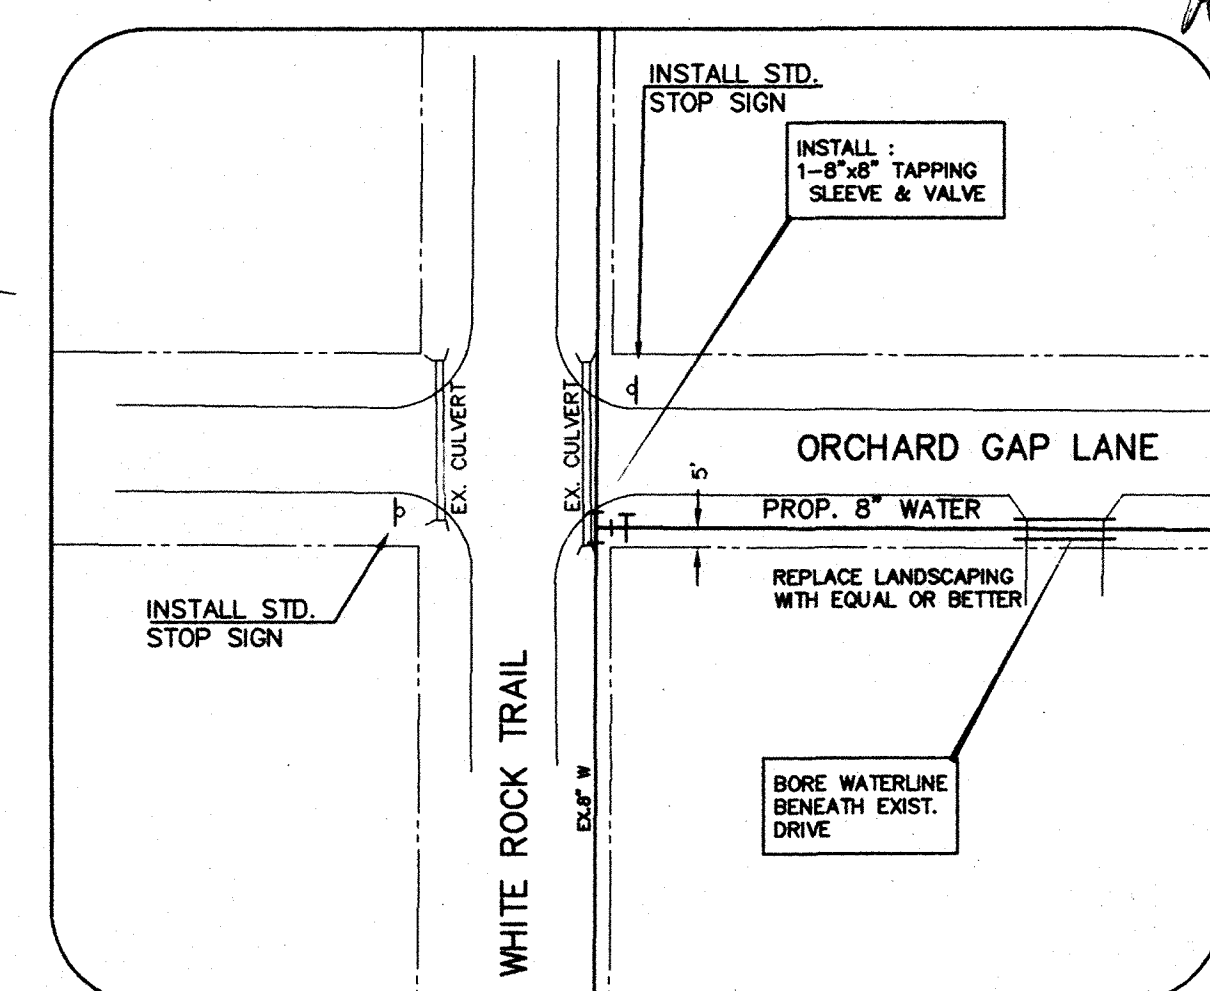 INSTALL STD.
STOP SIGN
INSTALL :
1-8"x8" TAPPING
SLEEVE & VALVE
EX. CULVERT
EX. CULVERT
ORCHARD GAP LANE
5'
PROP. 8" WATER
REPLACE LANDSCAPING
WITH EQUAL OR BETTER
INSTALL STD.
STOP SIGN
WHITE ROCK TRAIL
EX.8" W
BORE WATERLINE
BENEATH EXIST.
DRIVE